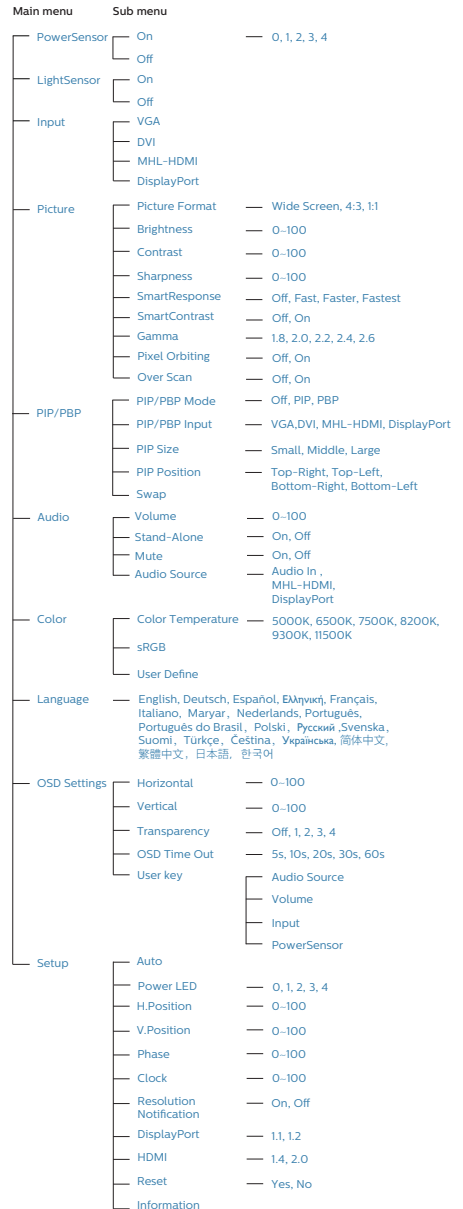 Main menu Sub menu
PowerSensor On 0, 1, 2, 3, 4
Off
LightSensor On
Off
Input VGA
DVI
MHL-HDMI
DisplayPort
Picture Picture Format Wide Screen, 4:3, 1:1
Brightness 0~100
Contrast 0~100
Sharpness 0~100
SmartResponse Off, Fast, Faster, Fastest
SmartContrast Off, On
Gamma 1.8, 2.0, 2.2, 2.4, 2.6
Pixel Orbiting Off, On
Over Scan Off, On
PIP/PBP PIP/PBP Mode Off, PIP, PBP
PIP/PBP Input VGA,DVI, MHL-HDMI, DisplayPort
PIP Size Small, Middle, Large
PIP Position Top-Right, Top-Left,
Bottom-Right, Bottom-Left
Swap
Audio Volume 0~100
Stand-Alone On, Off
Mute On, Off
Audio Source Audio In ,
MHL-HDMI,
DisplayPort
Color Color Temperature 5000K, 6500K, 7500K, 8200K,
9300K, 11500K
sRGB
User Define
Language English, Deutsch, Español, Ελληνική, Français,
Italiano, Maryar, Nederlands, Português,
Português do Brasil, Polski, Русский ,Svenska,
Suomi, Türkçe, Čeština, Українська, 简体中文,
繁體中文, 日本語, 한국어
OSD Settings Horizontal 0~100
Vertical 0~100
Transparency Off, 1, 2, 3, 4
OSD Time Out 5s, 10s, 20s, 30s, 60s
User key Audio Source
Volume
Input
PowerSensor
Setup Auto
Power LED 0, 1, 2, 3, 4
H.Position 0~100
V.Position 0~100
Phase 0~100
Clock 0~100
Resolution On, Off
Notification
DisplayPort 1.1, 1.2
HDMI 1.4, 2.0
Reset Yes, No
Information